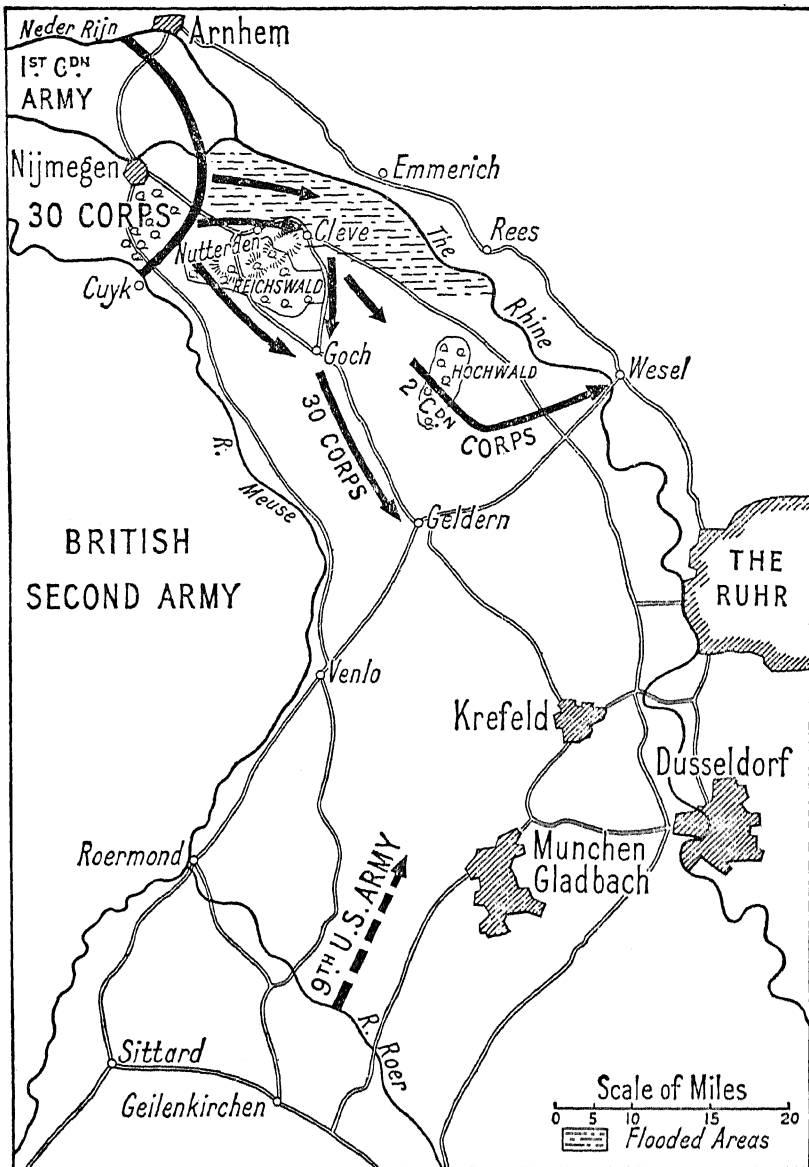 Neder Rijn
Arnhem
1ST CDN
ARMY
Nijmegen
30 CORPS
Emmerich
Cleve
The
Rhine
Rees
Nutterden
REICHSWALD
Cuyk
Goch
HOCHWALD
Wesel
2 CDN
CORPS
30 CORPS
R.
Meuse
Geldern
BRITISH
SECOND ARMY
THE
RUHR
Venlo
Krefeld
Dusseldorf
Roermond
Munchen
Gladbach
9TH U.S. ARMY
R. Roer
Sittard
Geilenkirchen
Scale of Miles
0 5 10 15 20
Flooded Areas